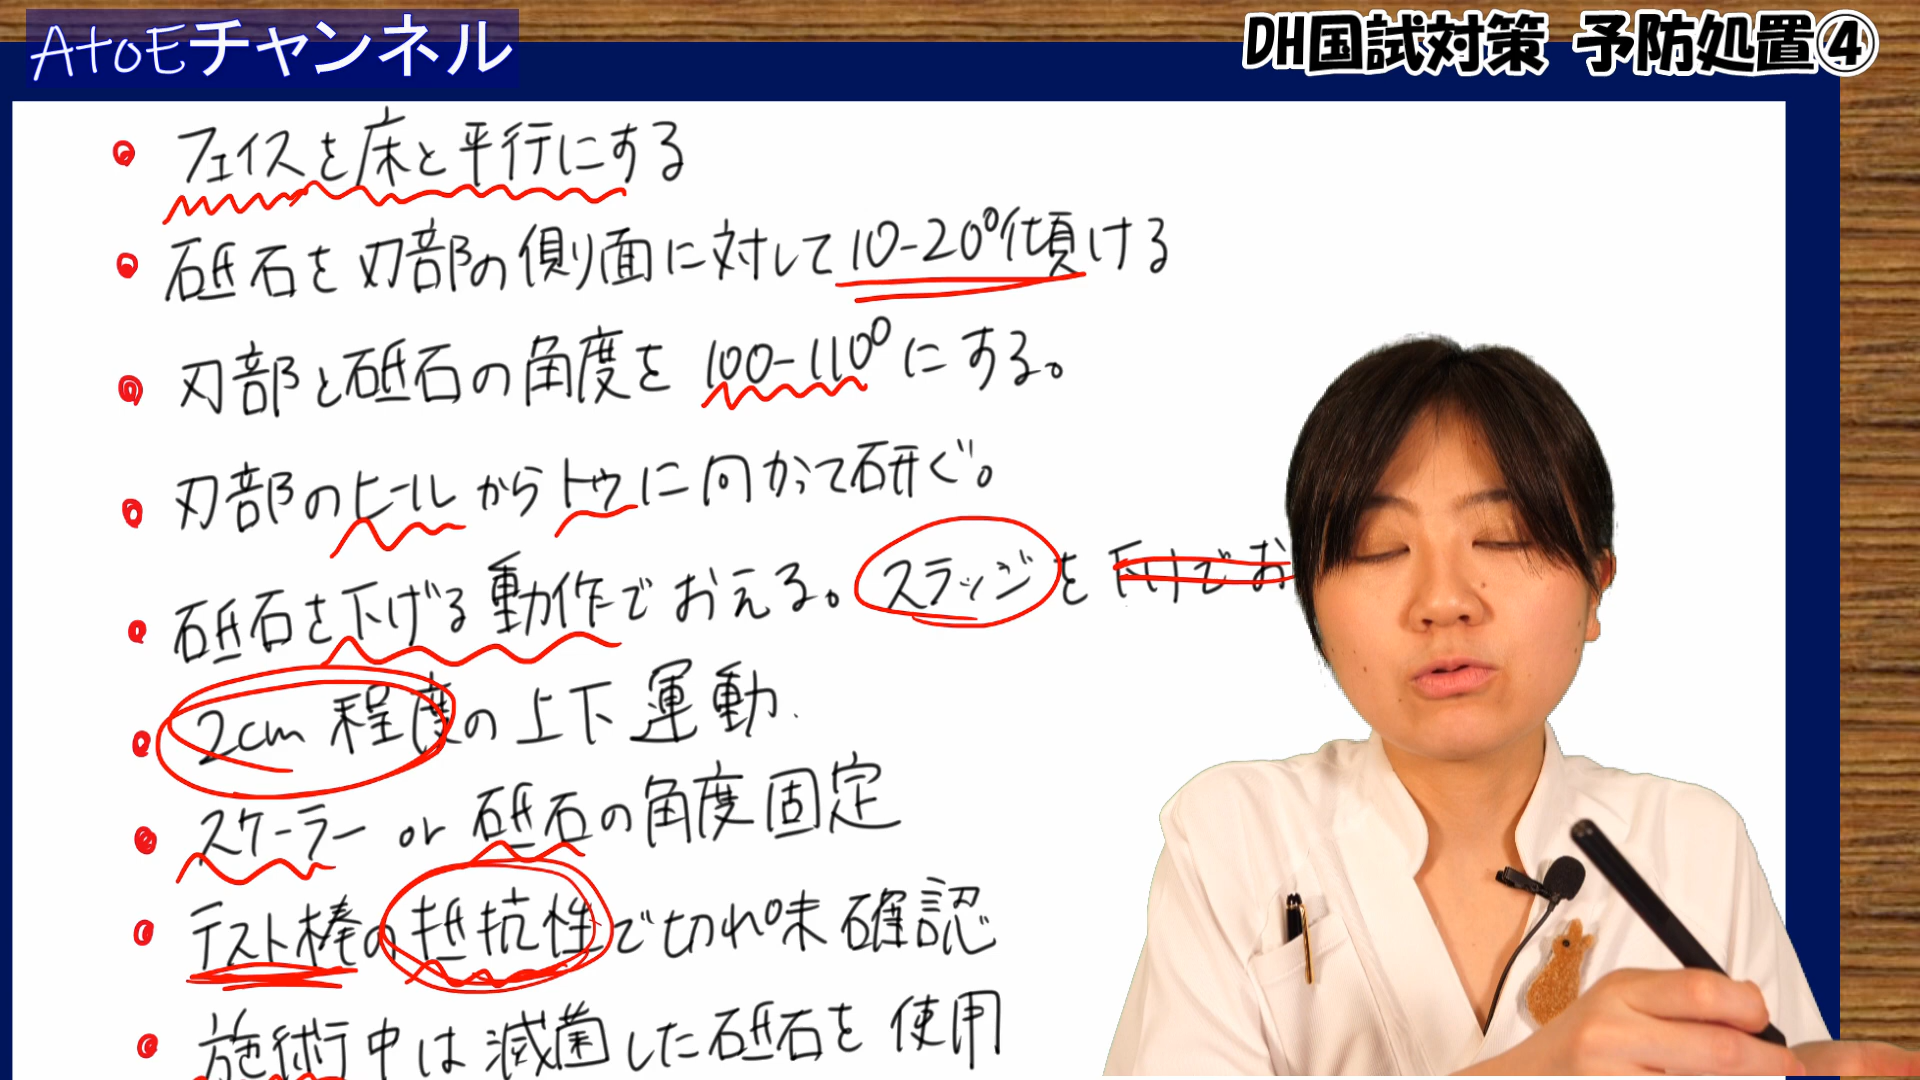 AtoEチャンネル
DH国試対策 予防処置④
フェイスを床と平行にする
砥石を刃部の側面に対して10-20°傾ける
刃部と砥石の角度を100-110°にする。
刃部のヒールからトゥに向かって研ぐ。
砥石を下げる動作でおえる。スラッジを下げでお
2cm程度の上下運動.
スケーラー or 砥石の角度固定
テスト棒の抵抗性で切れ味確認
施術中は滅菌した砥石を使用